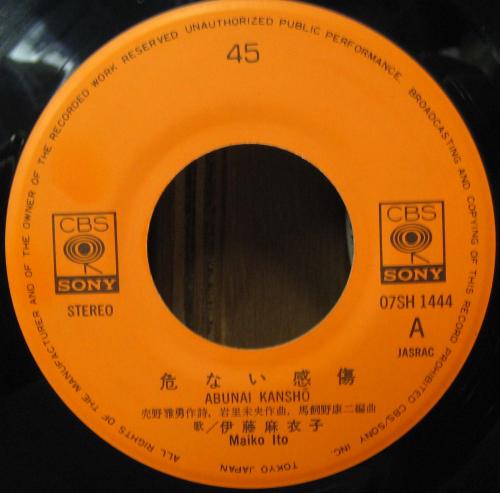 ALL RIGHTS OF THE MANUFACTURER AND OF THE OWNER OF THE RECORDED WORK RESERVED UNAUTHORIZED PUBLIC PERFORMANCE. BROADCASTING AND COPYING OF THIS RECORD PROHIBITED CBS/SONY INC. TOKYO JAPAN
45
CBS
SONY
STEREO
CBS
SONY
07SH 1444
A
JASRAC
危ない感傷
ABUNAI KANSHŌ
売野雅勇作詩, 岩里未央作曲, 馬飼野康二編曲
歌/伊藤麻衣子
Maiko Ito